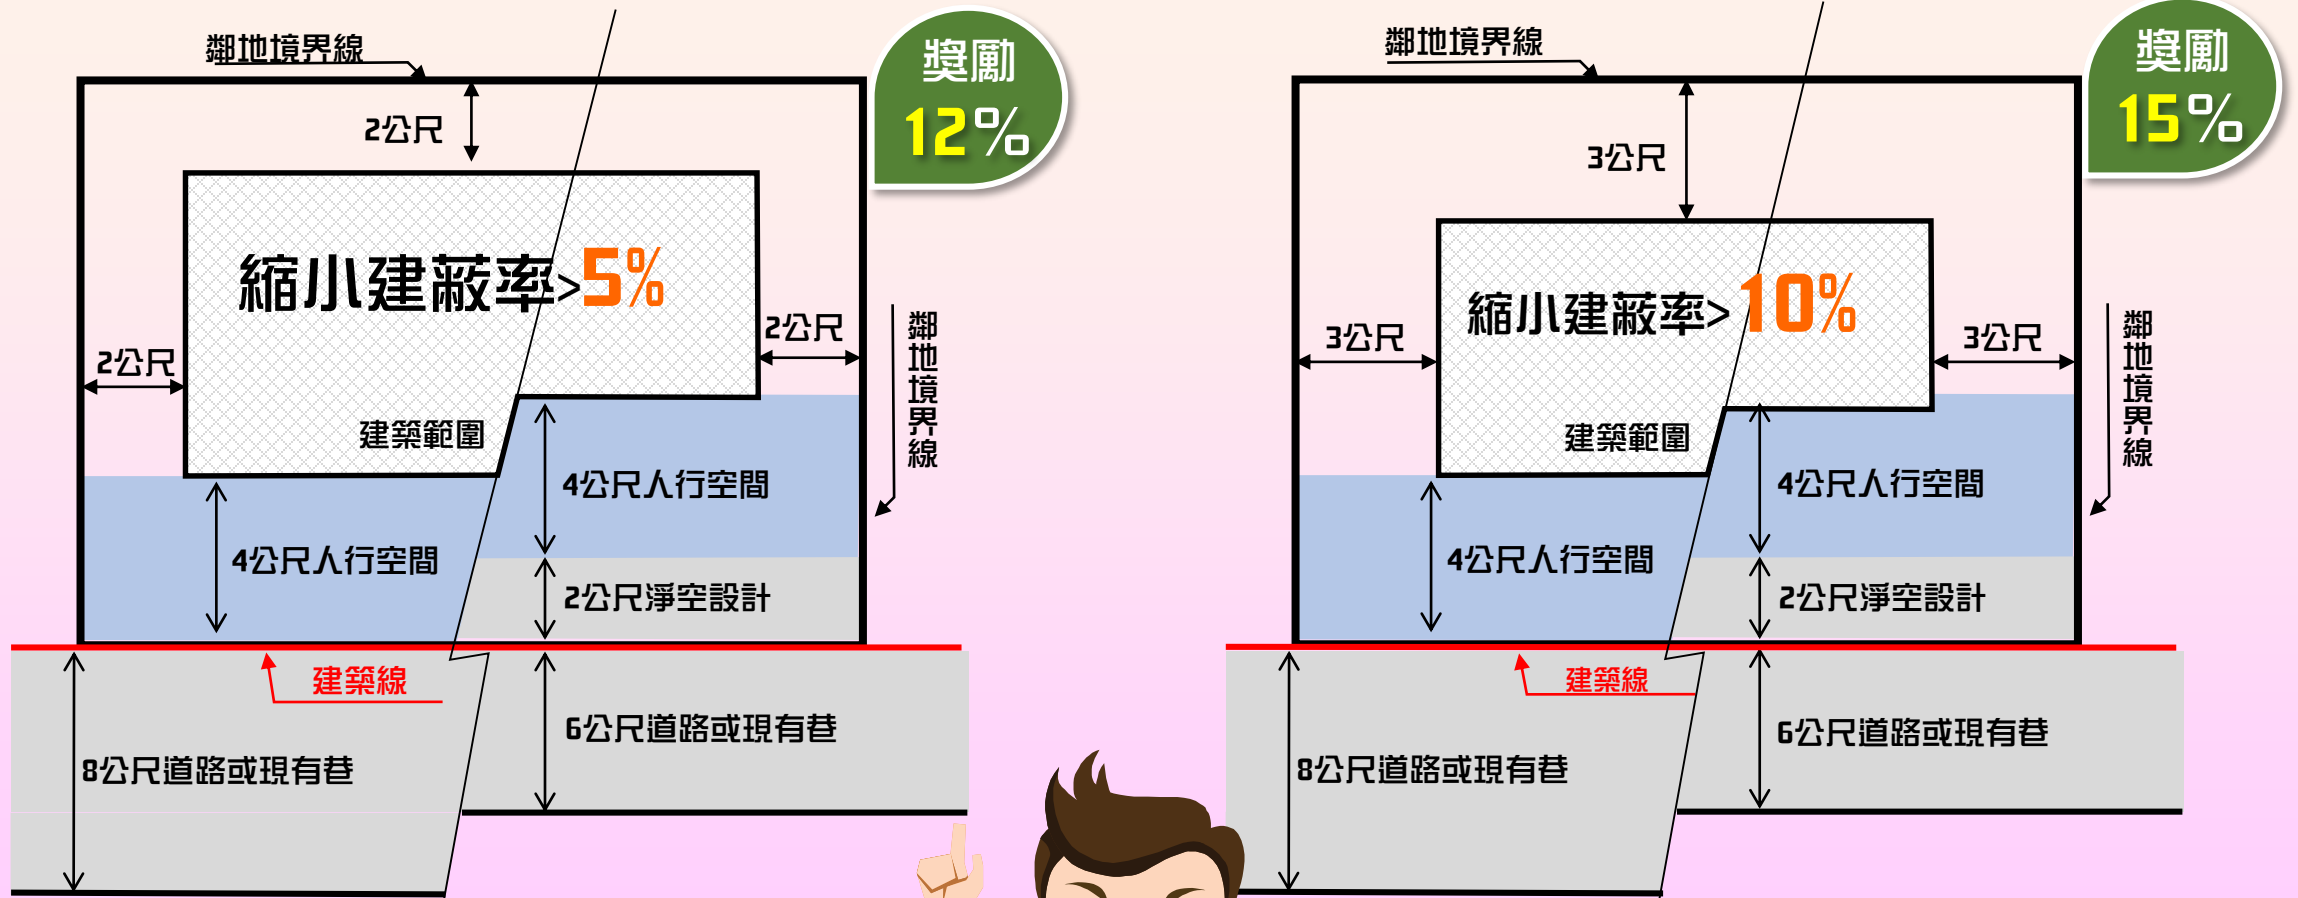 鄰地境界線
獎勵
12%
2公尺
縮小建蔽率>5%
2公尺
2公尺
鄰地境界線
建築範圍
4公尺人行空間
4公尺人行空間
2公尺淨空設計
建築線
6公尺道路或現有巷
8公尺道路或現有巷
鄰地境界線
獎勵
15%
3公尺
縮小建蔽率>10%
3公尺
3公尺
鄰地境界線
建築範圍
4公尺人行空間
4公尺人行空間
2公尺淨空設計
建築線
6公尺道路或現有巷
8公尺道路或現有巷